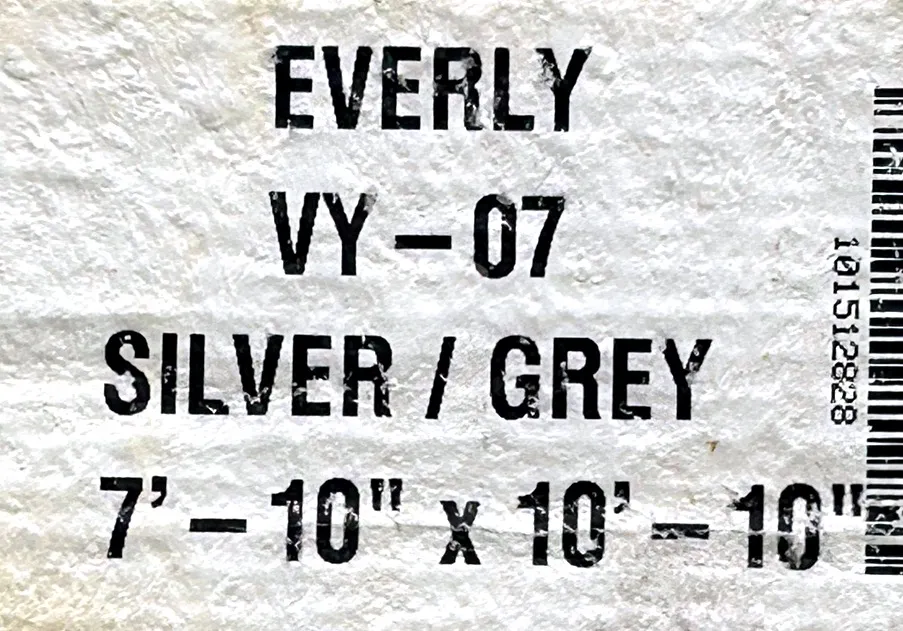 EVERLY
VY – 07
SILVER / GREY
7' – 10" x 10' – 10"
101512828